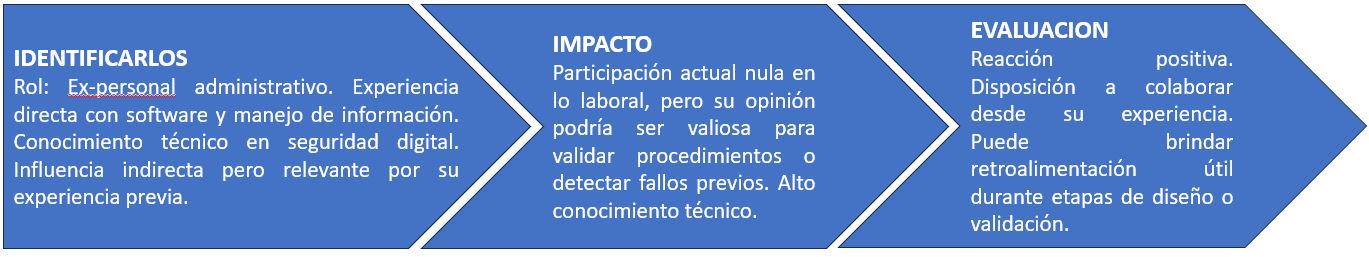 IDENTIFICARLOS
Rol: Ex-personal administrativo. Experiencia
directa con software y manejo de información.
Conocimiento técnico en seguridad digital.
Influencia indirecta pero relevante por su
experiencia previa.
IMPACTO
Participación actual nula en
lo laboral, pero su opinión
podría ser valiosa para
validar procedimientos o
detectar fallos previos. Alto
conocimiento técnico.
EVALUACION
Reacción positiva.
Disposición a colaborar
desde su experiencia.
Puede brindar
retroalimentación útil
durante etapas de diseño o
validación.